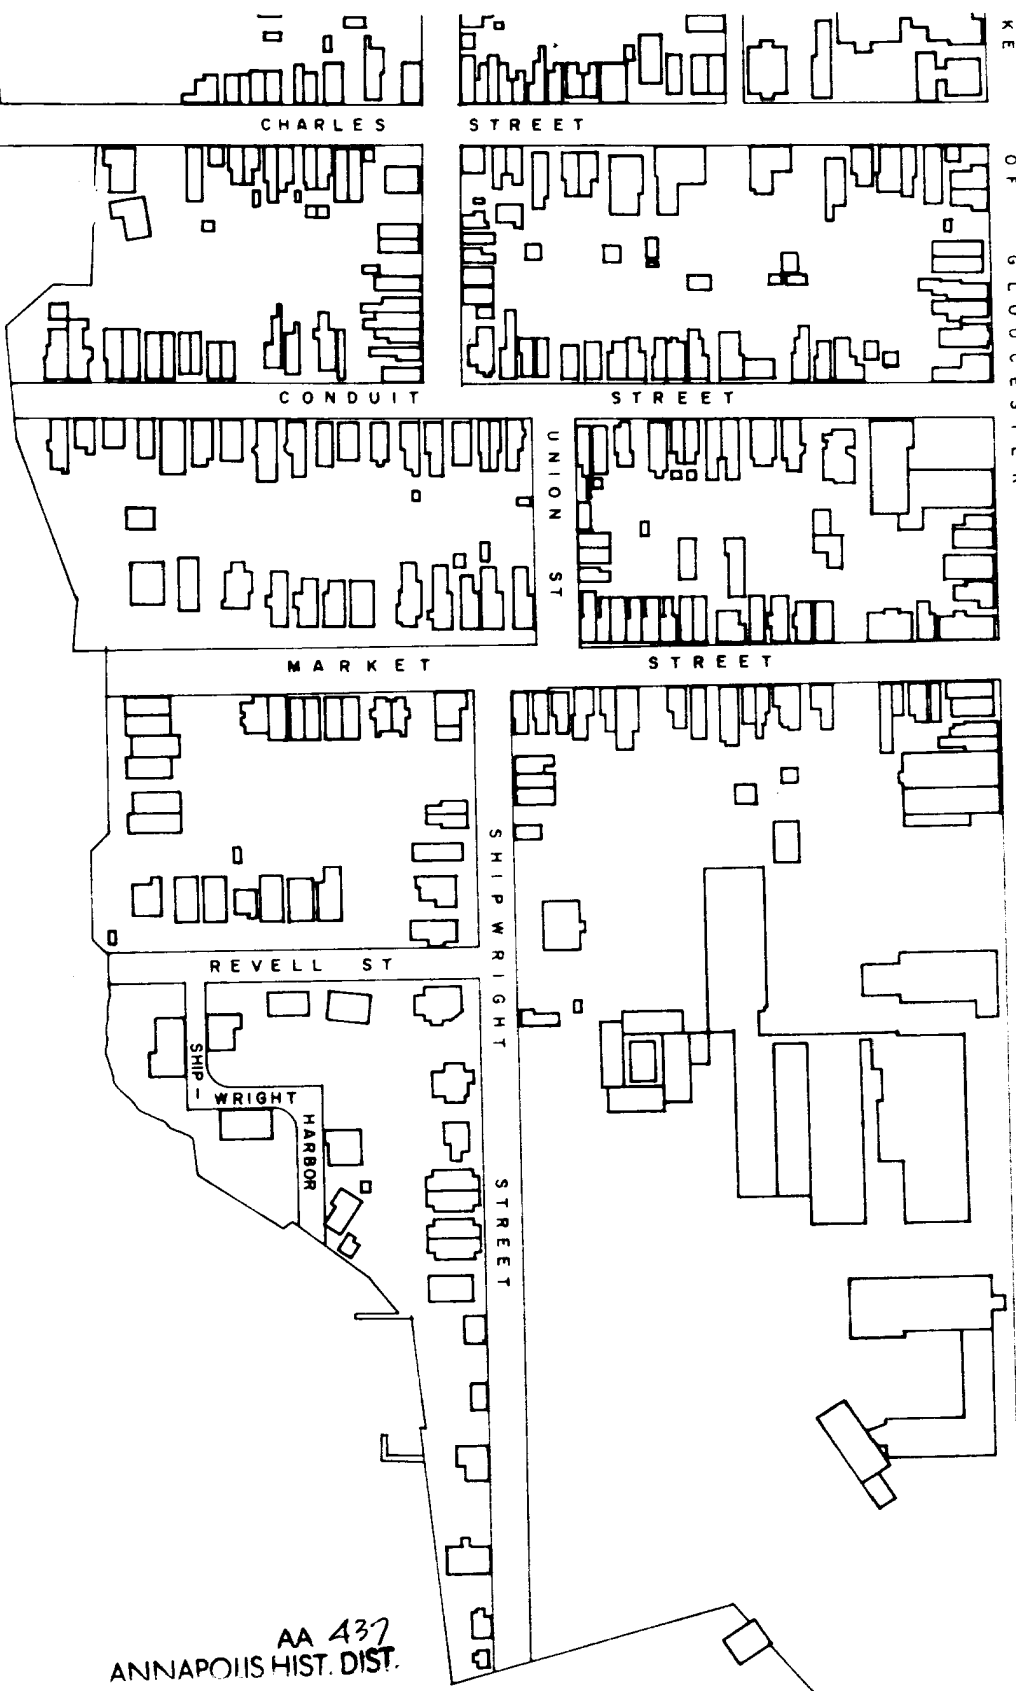 KE OF GLOUCESTER
CHARLES STREET
CONDUIT STREET
UNION ST
MARKET STREET
SHIPWRIGHT STREET
REVELL ST
SHIP-
WRIGHT
HARBOR
AA 437
ANNAPOLIS HIST. DIST.